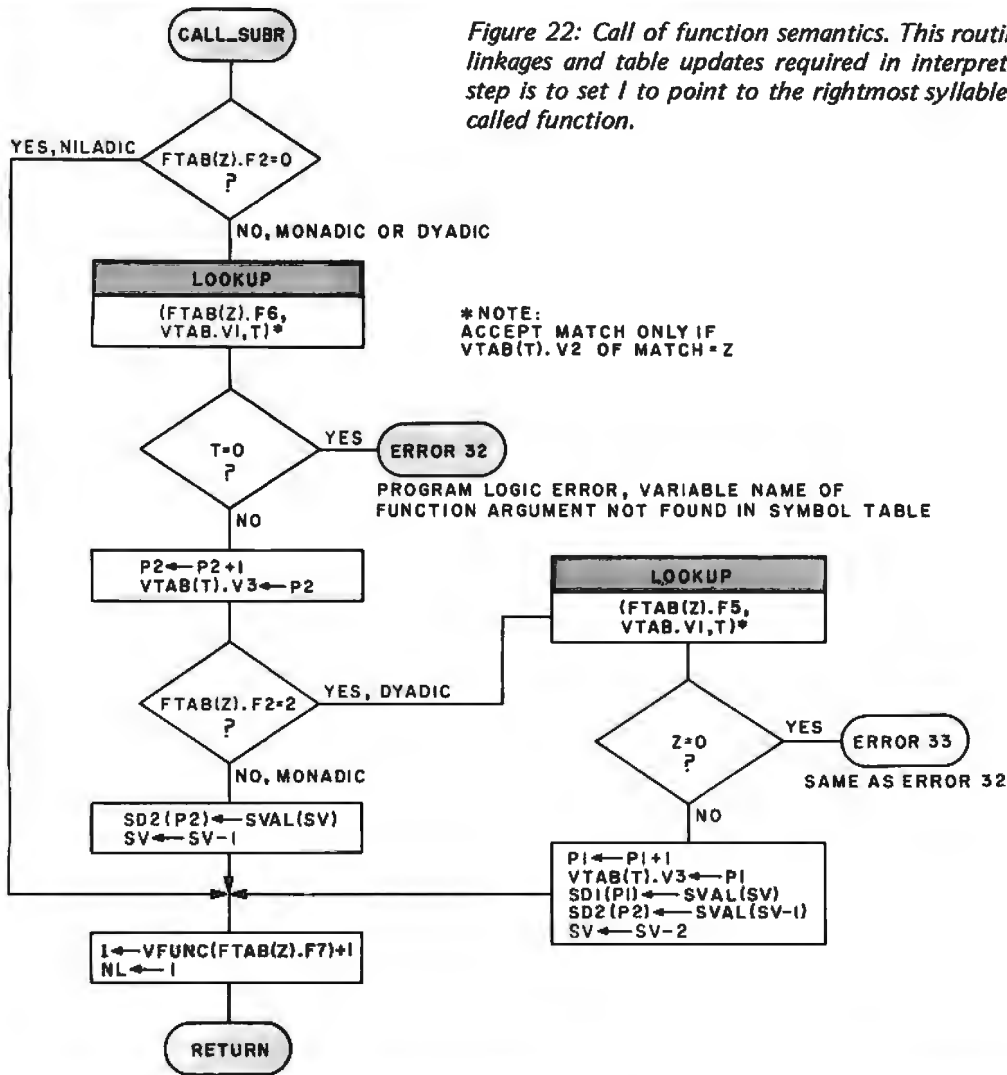 CALL_SUBR
Figure 22: Call of function semantics. This routi
linkages and table updates required in interpret
step is to set I to point to the rightmost syllable
called function.
YES, NILADIC
FTAB(Z).F2=0
?
NO, MONADIC OR DYADIC
LOOKUP
(FTAB(Z).F6,
VTAB.V1,T)*
*NOTE:
ACCEPT MATCH ONLY IF
VTAB(T).V2 OF MATCH=Z
T=0
?
YES
ERROR 32
PROGRAM LOGIC ERROR, VARIABLE NAME OF
FUNCTION ARGUMENT NOT FOUND IN SYMBOL TABLE
NO
P2←P2+1
VTAB(T).V3←P2
LOOKUP
(FTAB(Z).F5,
VTAB.V1,T)*
FTAB(Z).F2=2
?
YES, DYADIC
Z=0
?
YES
ERROR 33
SAME AS ERROR 32
NO, MONADIC
NO
SD2(P2)←SVAL(SV)
SV←SV-1
P1←P1+1
VTAB(T).V3←P1
SD1(P1)←SVAL(SV)
SD2(P2)←SVAL(SV-1)
SV←SV-2
I←VFUNC(FTAB(Z).F7)+1
NL←1
RETURN